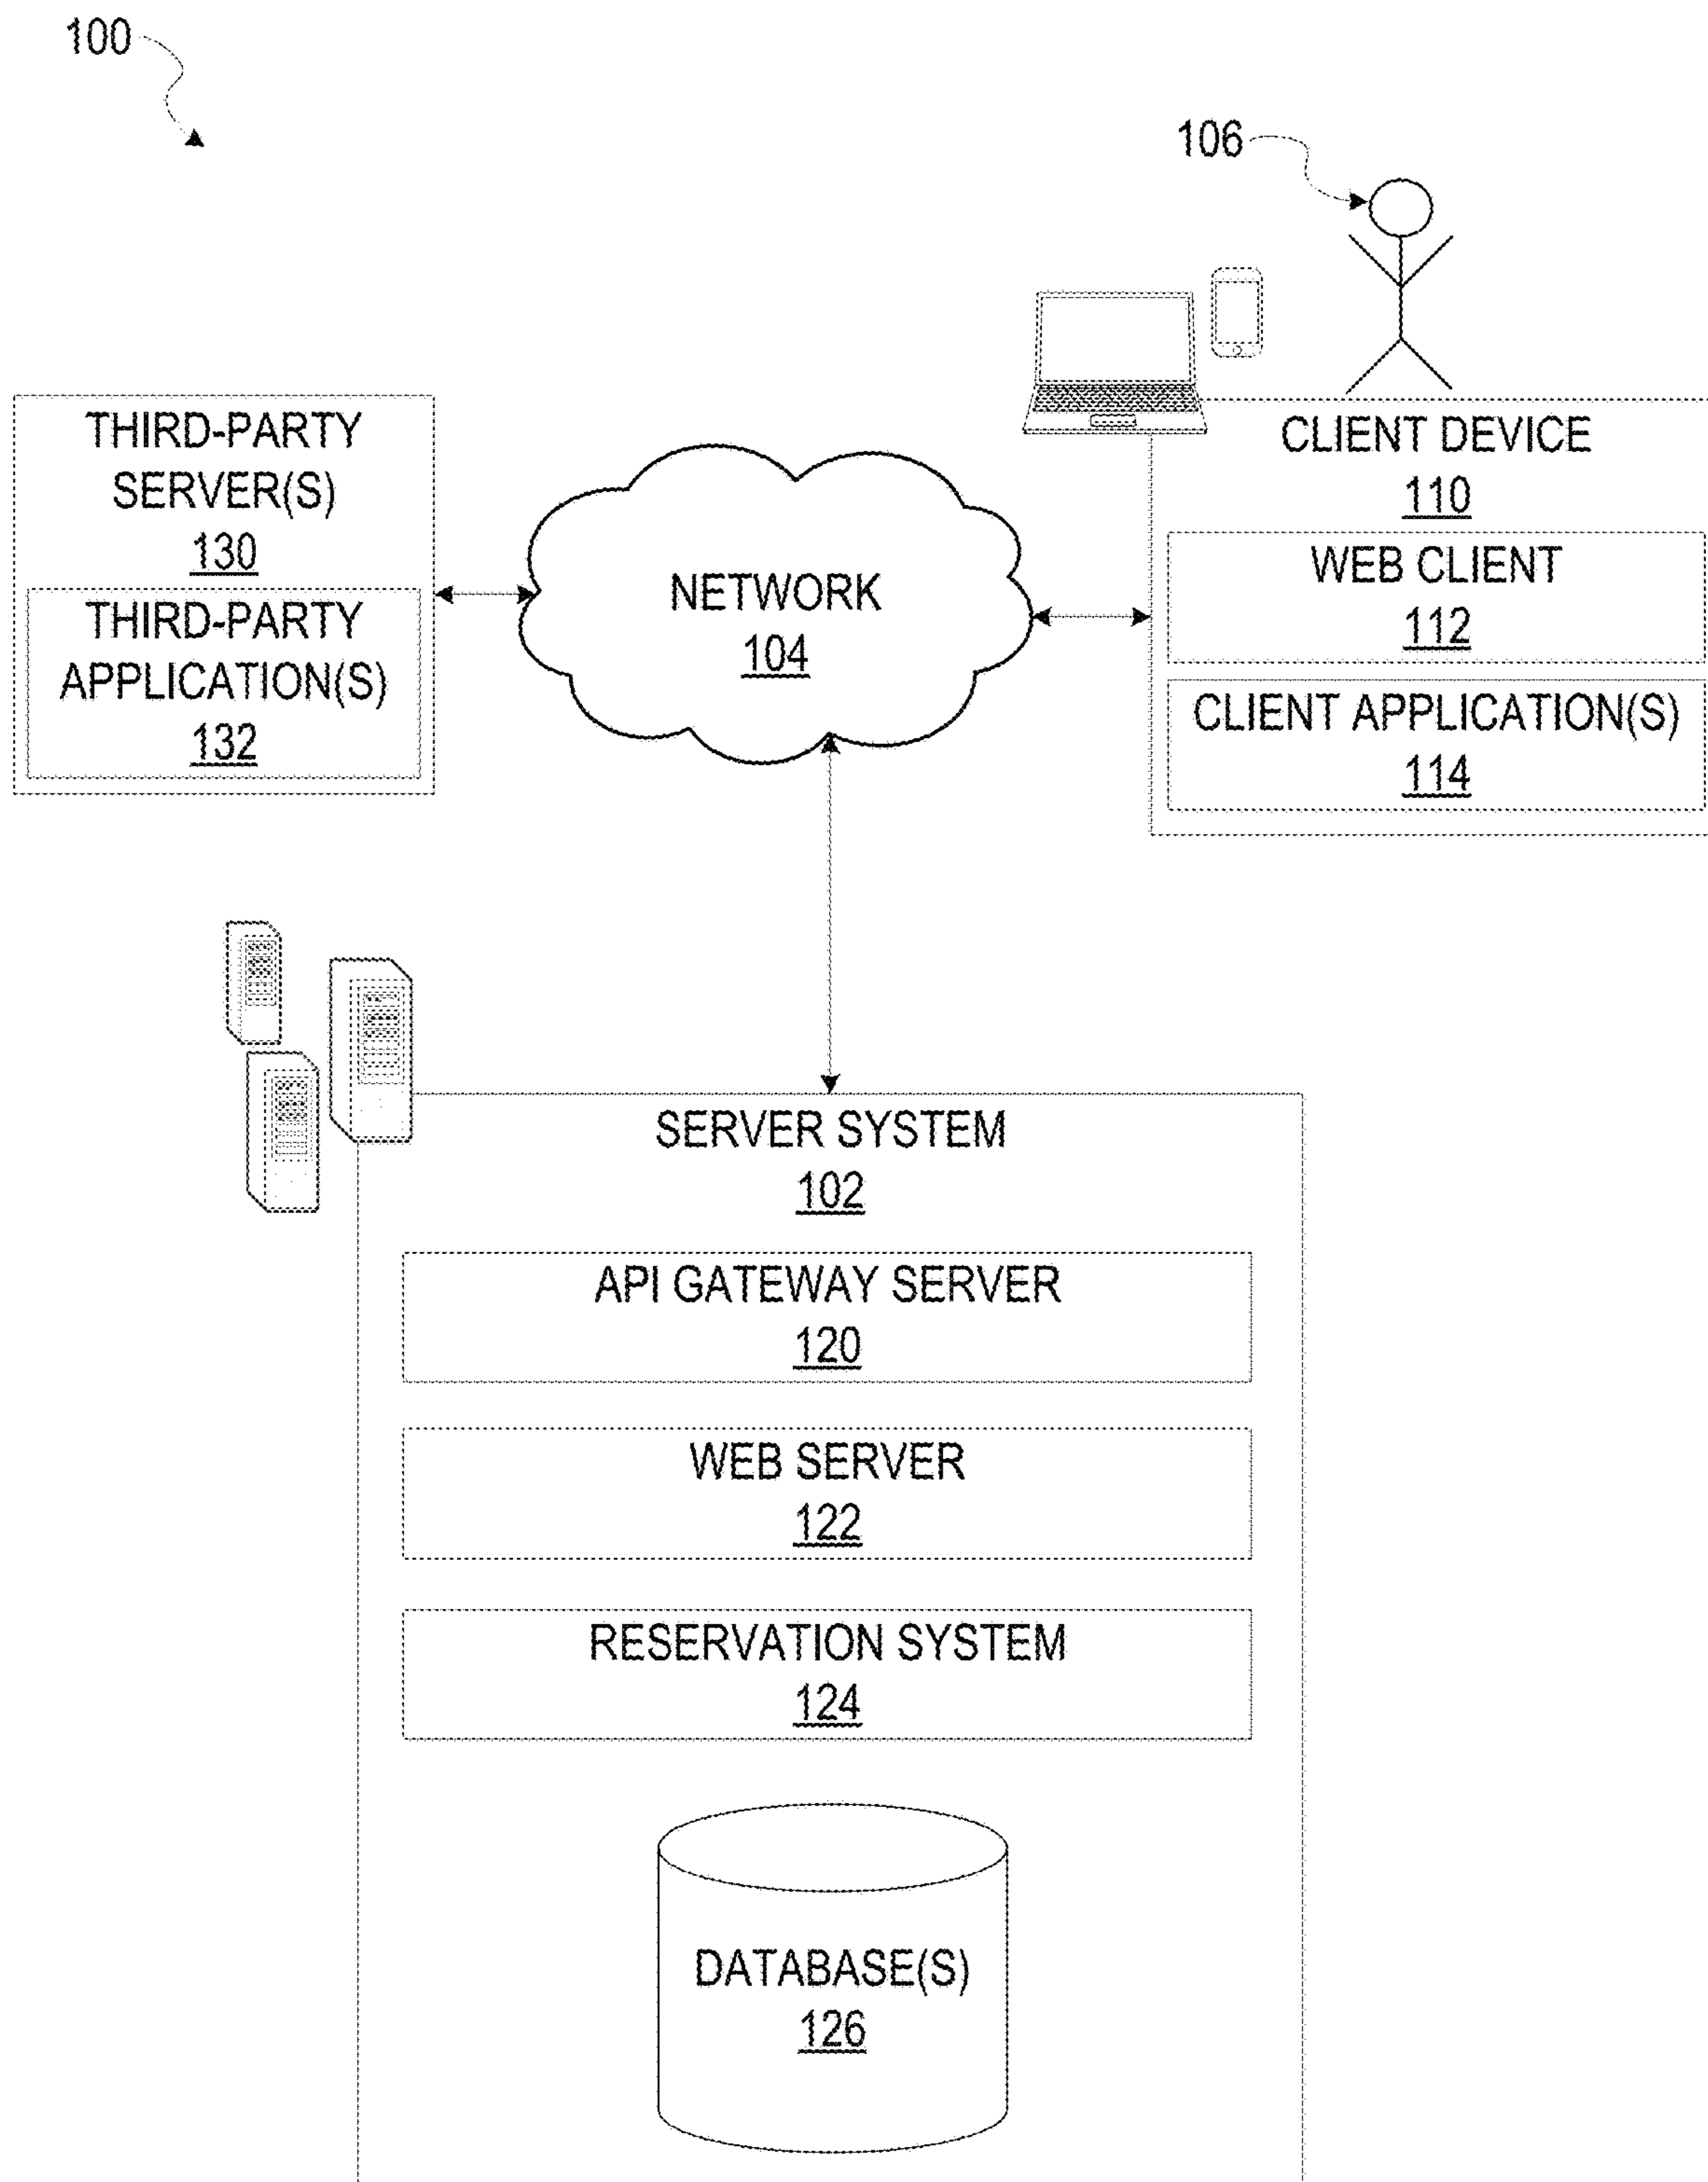 100
106
THIRD-PARTY
SERVER(S)
130
THIRD-PARTY
APPLICATION(S)
132
NETWORK
104
CLIENT DEVICE
110
WEB CLIENT
112
CLIENT APPLICATION(S)
114
SERVER SYSTEM
102
API GATEWAY SERVER
120
WEB SERVER
122
RESERVATION SYSTEM
124
DATABASE(S)
126